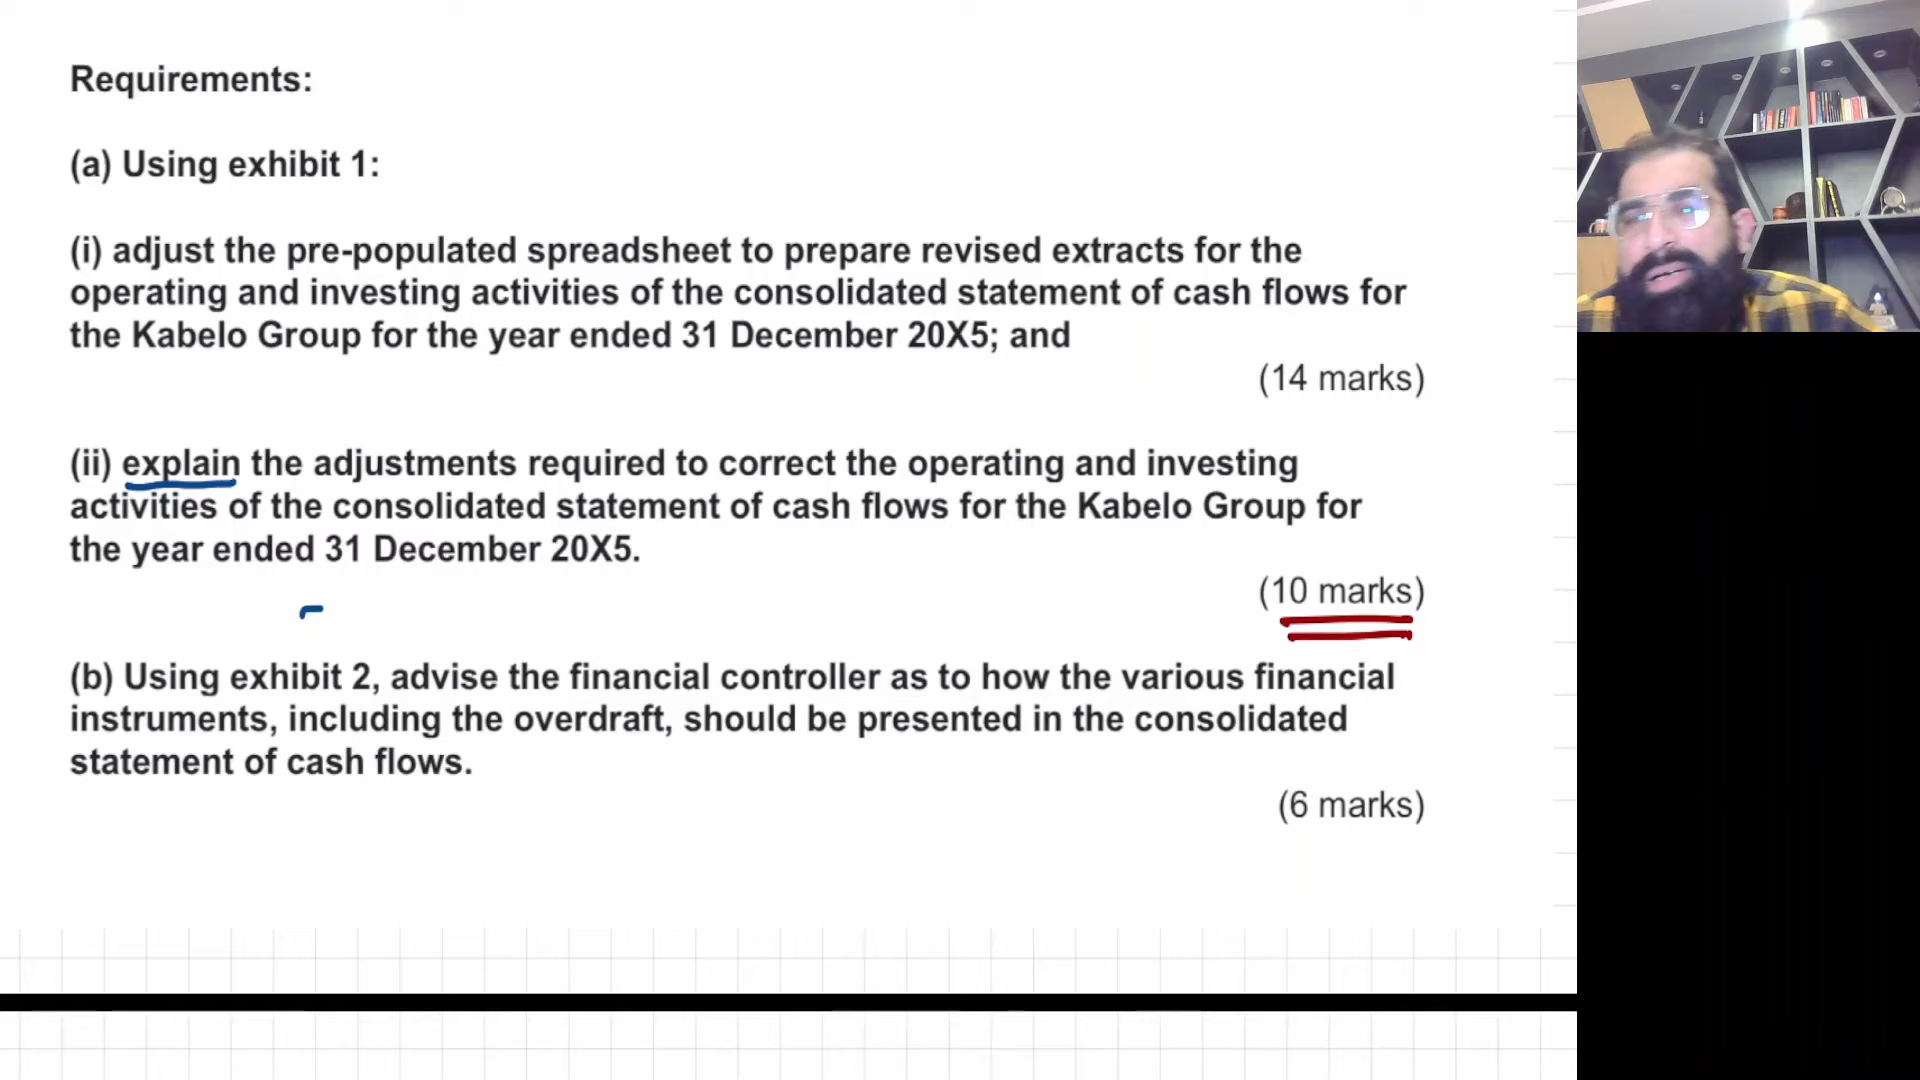 Requirements:
(a) Using exhibit 1:
(i) adjust the pre-populated spreadsheet to prepare revised extracts for the
operating and investing activities of the consolidated statement of cash flows for
the Kabelo Group for the year ended 31 December 20X5; and
(14 marks)
(ii) explain the adjustments required to correct the operating and investing
activities of the consolidated statement of cash flows for the Kabelo Group for
the year ended 31 December 20X5.
(10 marks)
(b) Using exhibit 2, advise the financial controller as to how the various financial
instruments, including the overdraft, should be presented in the consolidated
statement of cash flows.
(6 marks)